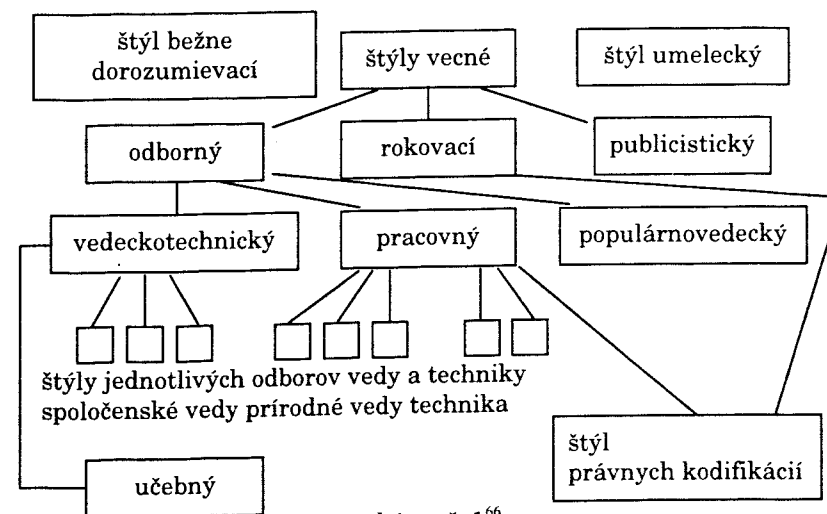 štýl bežne
dorozumievací
štýly vecné
štýl umelecký
odborný
rokovací
publicistický
vedeckotechnický
pracovný
populárnovedecký
štýly jednotlivých odborov vedy a techniky
spoločenské vedy prírodné vedy technika
štýl
právnych kodifikácií
učebný
66